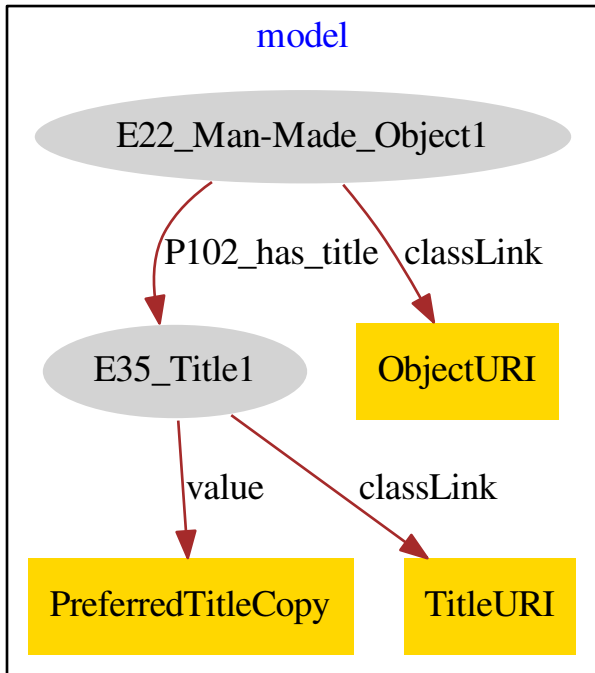 model
E22_Man-Made_Object1
P102_has_title
classLink
E35_Title1
ObjectURI
value
classLink
PreferredTitleCopy
TitleURI